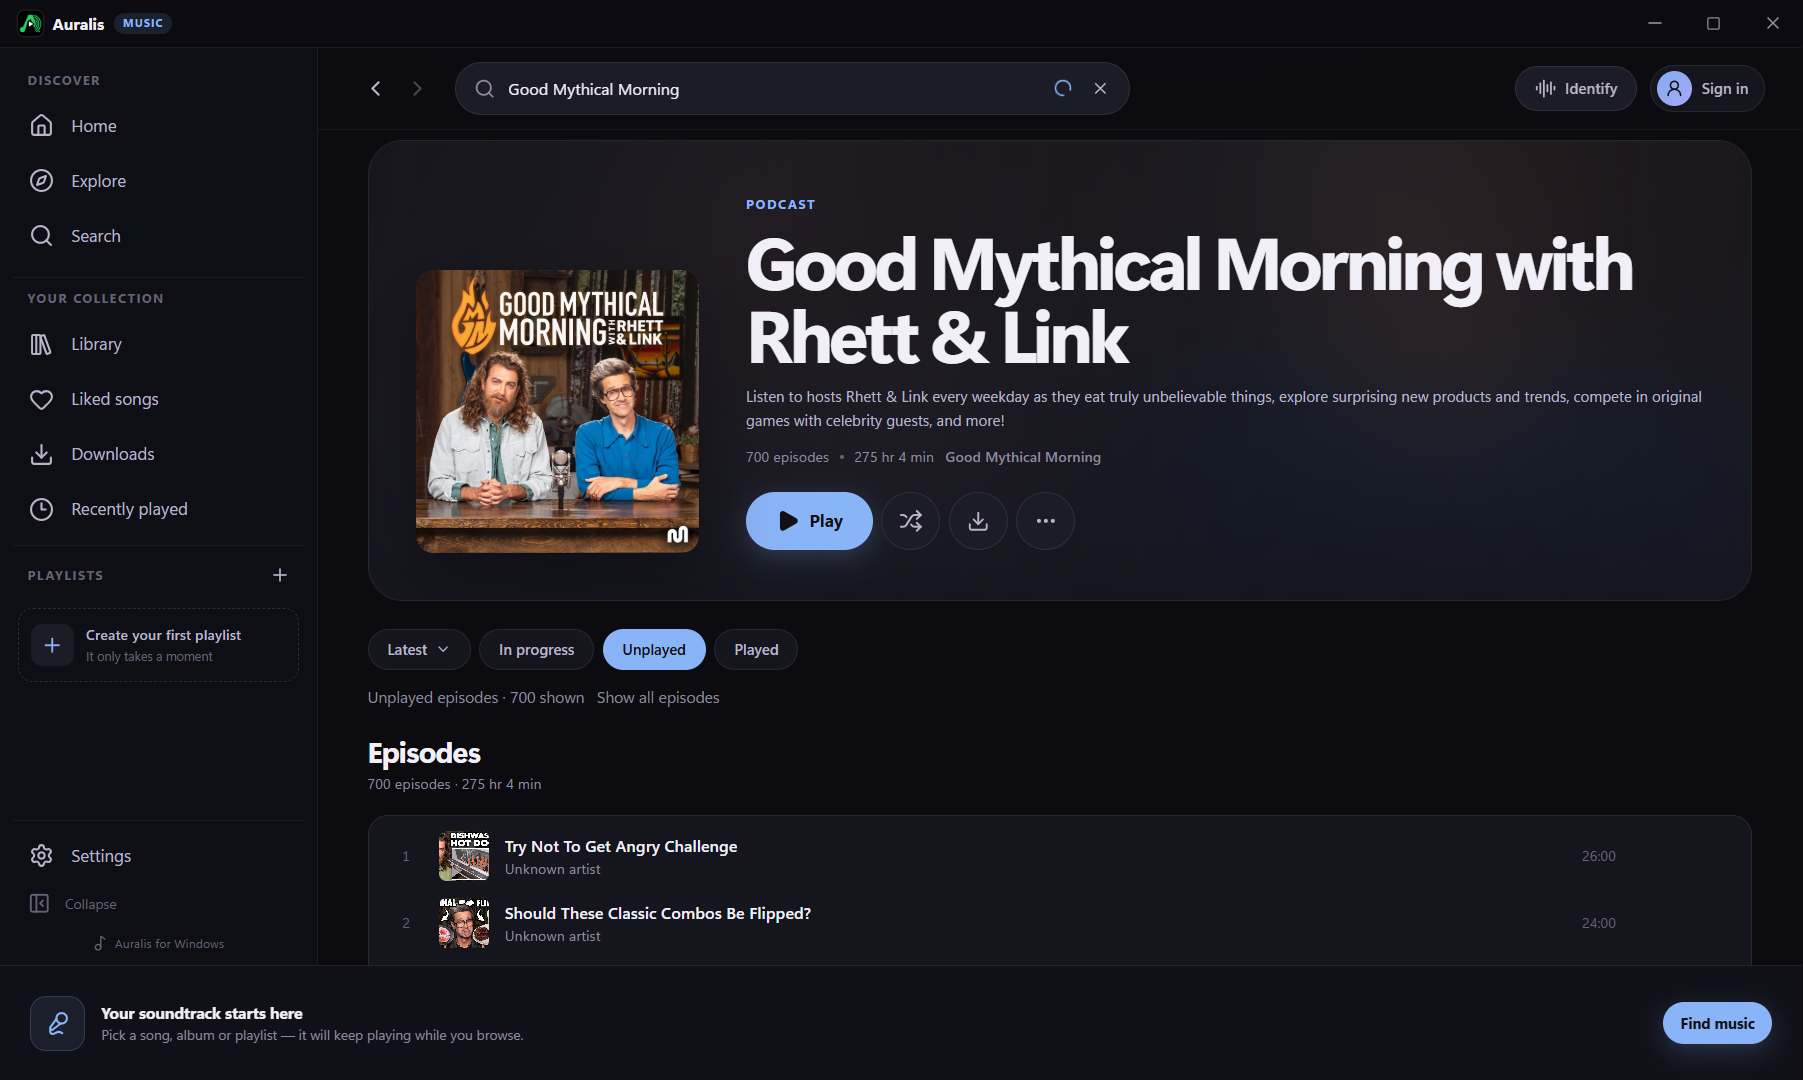 Auralis
MUSIC
DISCOVER
Home
Explore
Search
YOUR COLLECTION
Library
Liked songs
Downloads
Recently played
PLAYLISTS
Create your first playlist
It only takes a moment
Settings
Collapse
Auralis for Windows
Good Mythical Morning
Identify
Sign in
GOOD MYTHICAL
MORNING WITH RHETT
& LINK
PODCAST
Good Mythical Morning with
Rhett & Link
Listen to hosts Rhett & Link every weekday as they eat truly unbelievable things, explore surprising new products and trends, compete in original
games with celebrity guests, and more!
700 episodes • 275 hr 4 min Good Mythical Morning
Play
Latest
In progress
Unplayed
Played
Unplayed episodes · 700 shown Show all episodes
Episodes
700 episodes · 275 hr 4 min
1
Try Not To Get Angry Challenge
Unknown artist
26:00
2
Should These Classic Combos Be Flipped?
Unknown artist
24:00
Your soundtrack starts here
Pick a song, album or playlist — it will keep playing while you browse.
Find music